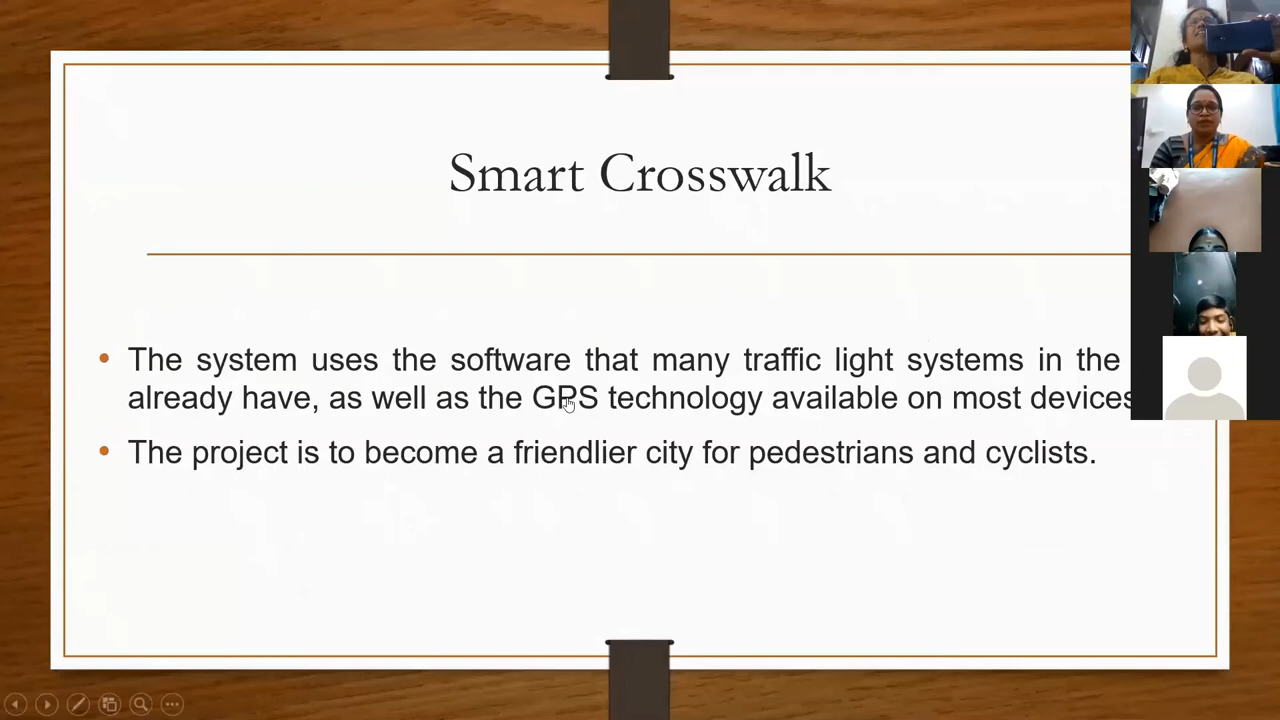 Smart Crosswalk
• The system uses the software that many traffic light systems in the
already have, as well as the GPS technology available on most devices
• The project is to become a friendlier city for pedestrians and cyclists.